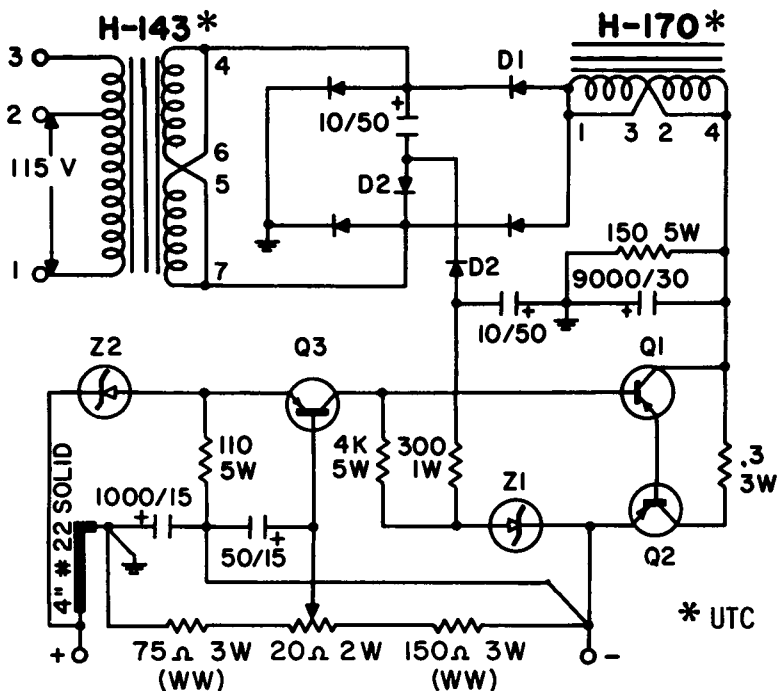 H-143*
H-170*
3
4
D1
2
10/50
+
1
3
2
4
115 V
6
5
D2
1
7
150 5W
D2
9000/30
+
+
10/50
Z2
Q3
Q1
110
5W
4K
5W
300
1W
.3
3W
Z1
1000/15
+
50/15
+
Q2
4" #22 SOLID
* UTC
+
75Ω 3W
(WW)
20Ω 2W
150Ω 3W
(WW)
-